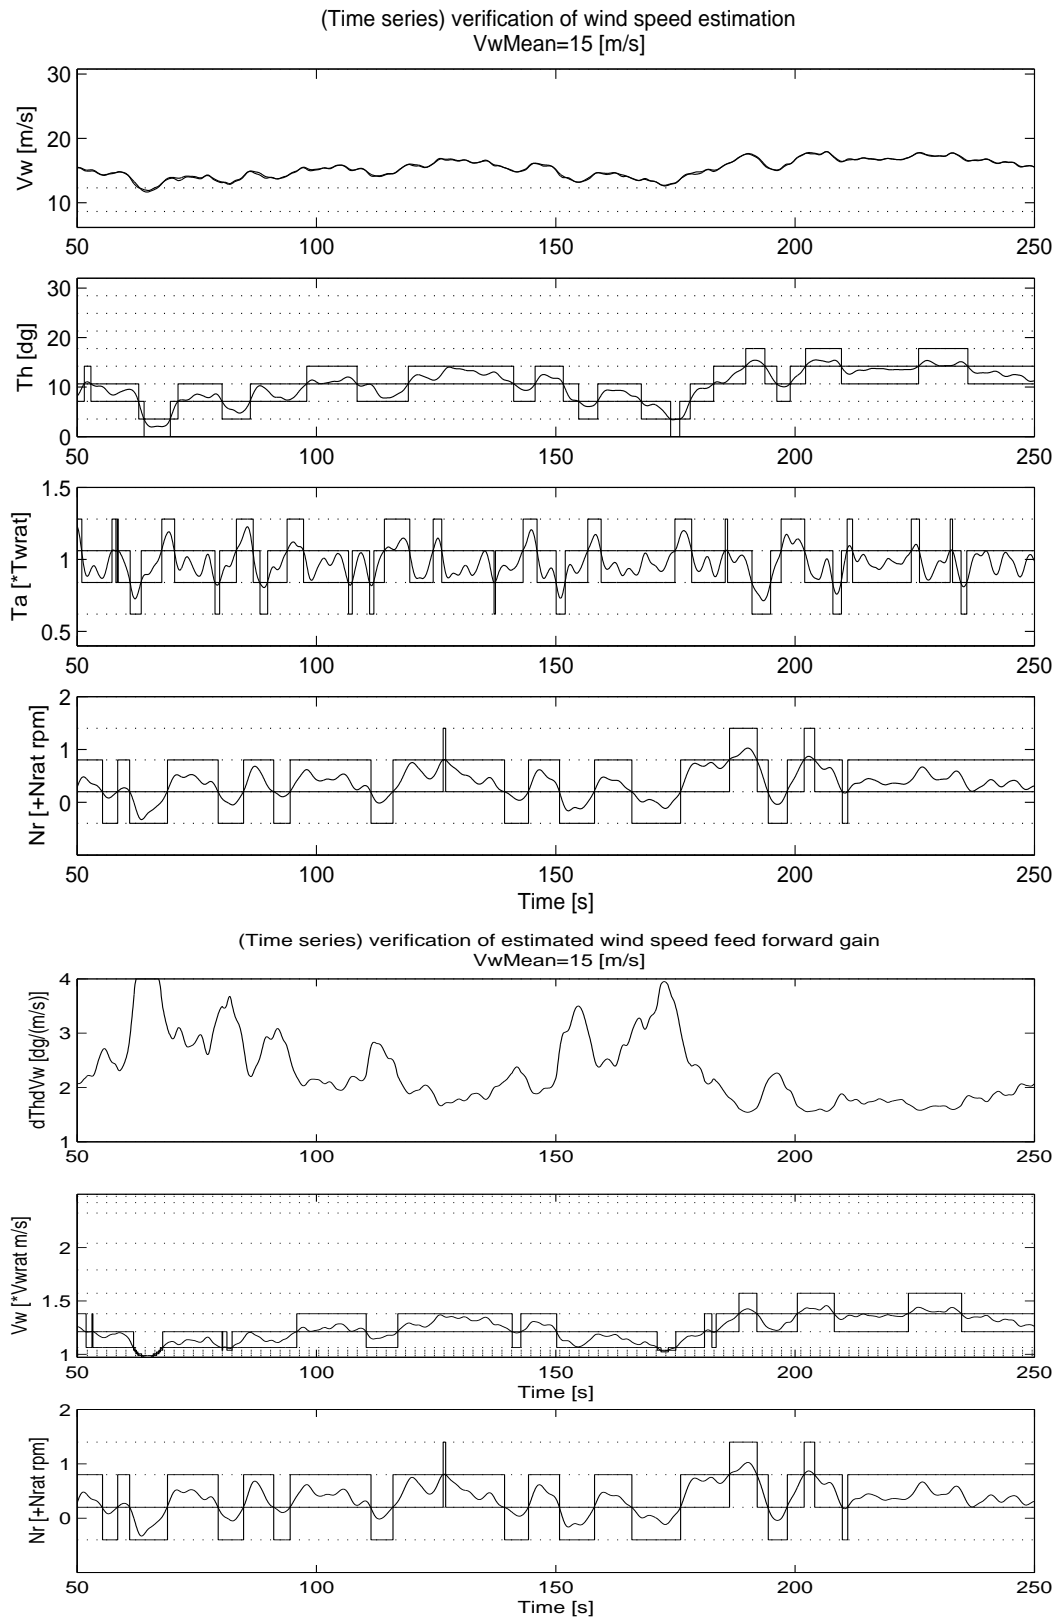 (Time series) verification of wind speed estimation
VwMean=15 [m/s]
Vw [m/s]
30
20
10
50 100 150 200 250
Th [dg]
30
20
10
0
50 100 150 200 250
Ta [*Twrat]
1.5
1
0.5
50 100 150 200 250
Nr [+Nrat rpm]
2
1
0
50 100 150 200 250
Time [s]
(Time series) verification of estimated wind speed feed forward gain
VwMean=15 [m/s]
dThdVw [dg/(m/s)]
4
3
2
1
50 100 150 200 250
Vw [*Vwrat m/s]
2
1.5
1
50 100 150 200 250
Time [s]
Nr [+Nrat rpm]
2
1
0
50 100 150 200 250
Time [s]